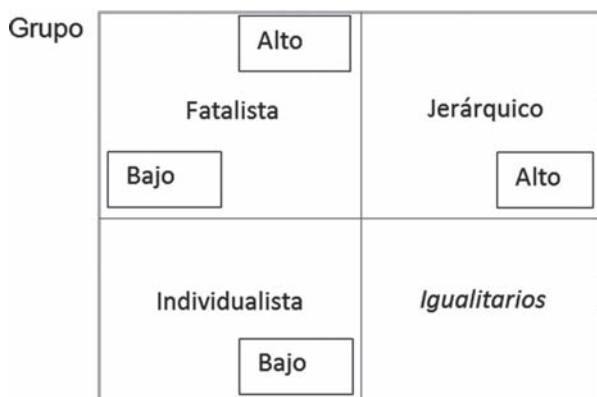 Grupo
Alto
Fatalista
Jerárquico
Bajo
Alto
Individualista
Igualitarios
Bajo